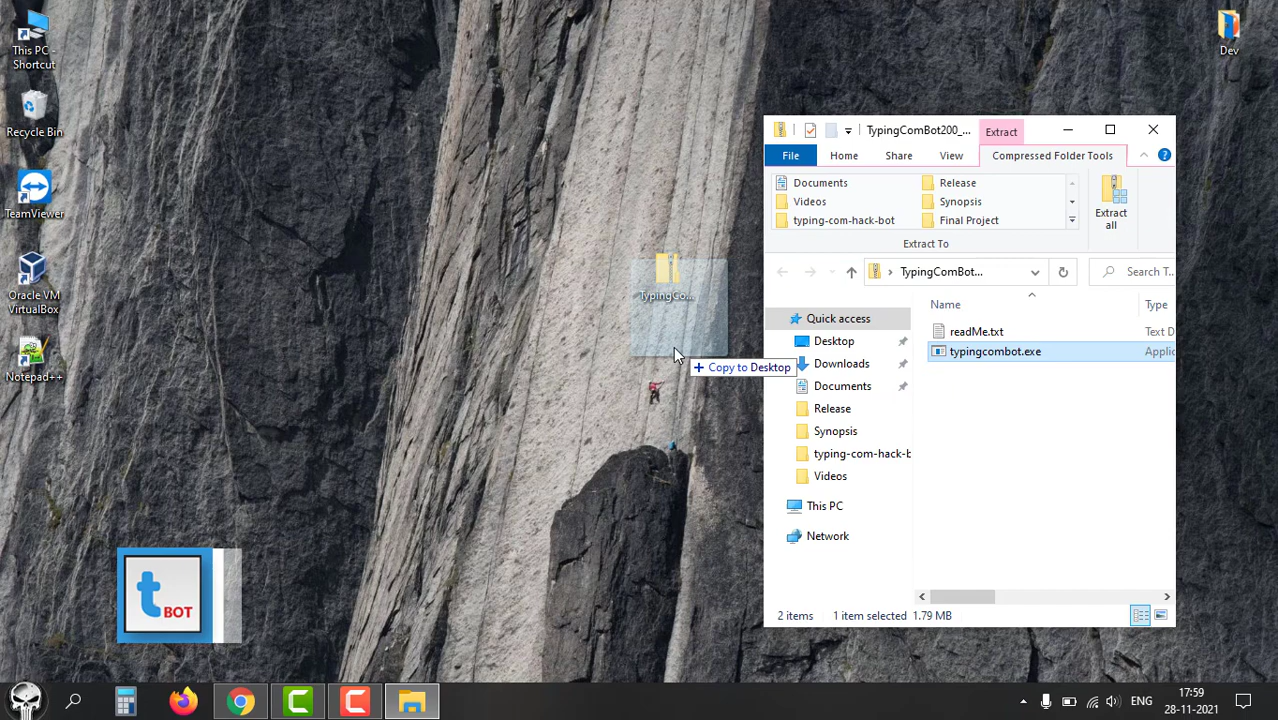 This PC -
Shortcut
Recycle Bin
TeamViewer
Oracle VM
VirtualBox
Notepad++
Dev
TypingCo...
+ Copy to Desktop
t
BOT
TypingComBot200_...
Extract
File
Home
Share
View
Compressed Folder Tools
Documents
Release
Videos
Synopsis
typing-com-hack-bot
Final Project
Extract
all
Extract To
TypingComBot...
Search T...
Name
Type
Quick access
Desktop
Downloads
Documents
Release
Synopsis
typing-com-hack-b
Videos
This PC
Network
readMe.txt
Text D
typingcombot.exe
Applic
2 items
1 item selected 1.79 MB
ENG
17:59
28-11-2021